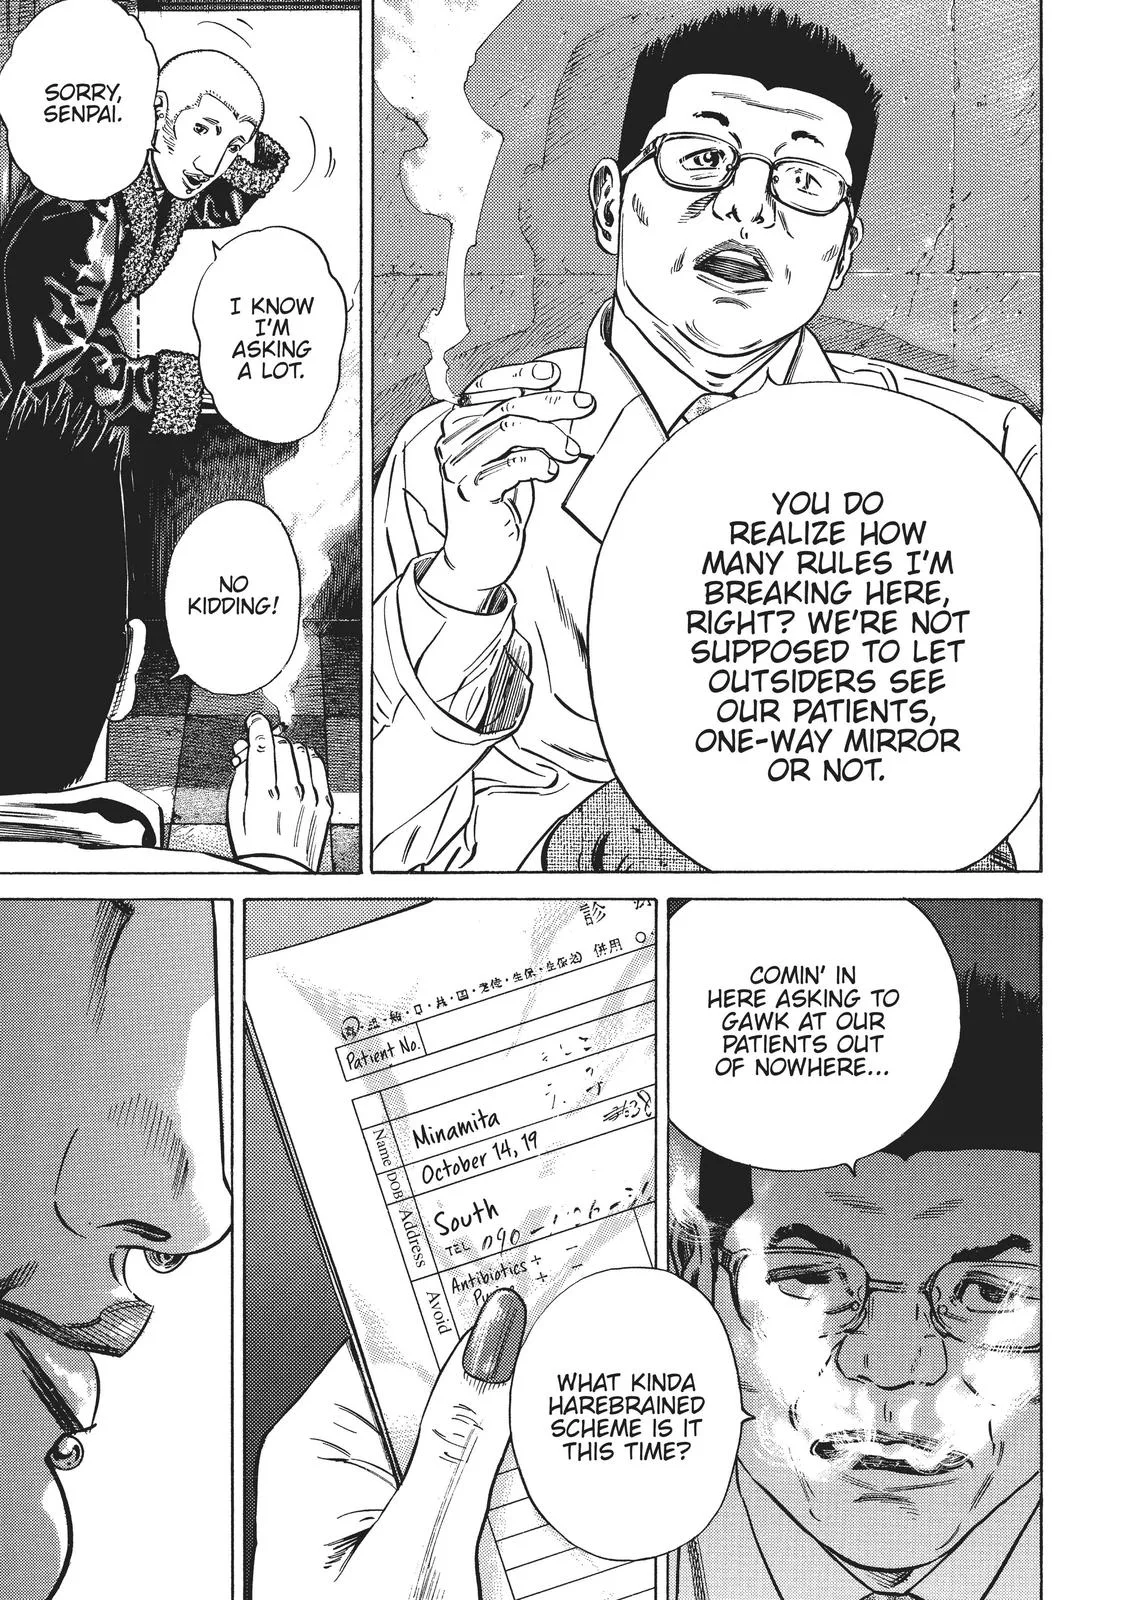 YOU DO
REALIZE HOW
MANY RULES I'M
BREAKING HERE,
RIGHT? WE'RE NOT
SUPPOSED TO LET
OUTSIDERS SEE
OUR PATIENTS,
ONE-WAY MIRROR
OR NOT.
SORRY,
SENPAI.
I KNOW
I'M
ASKING
A LOT.
NO
KIDDING!
COMIN' IN
HERE ASKING TO
GAWK AT OUR
PATIENTS OUT
OF NOWHERE...
WHAT KINDA
HAREBRAINED
SCHEME IS IT
THIS TIME?
診
併用
Patient No.
Name
Minamita
DOB
October 14, 19
Address
South
TEL 090-
Avoid
Antibiotics +